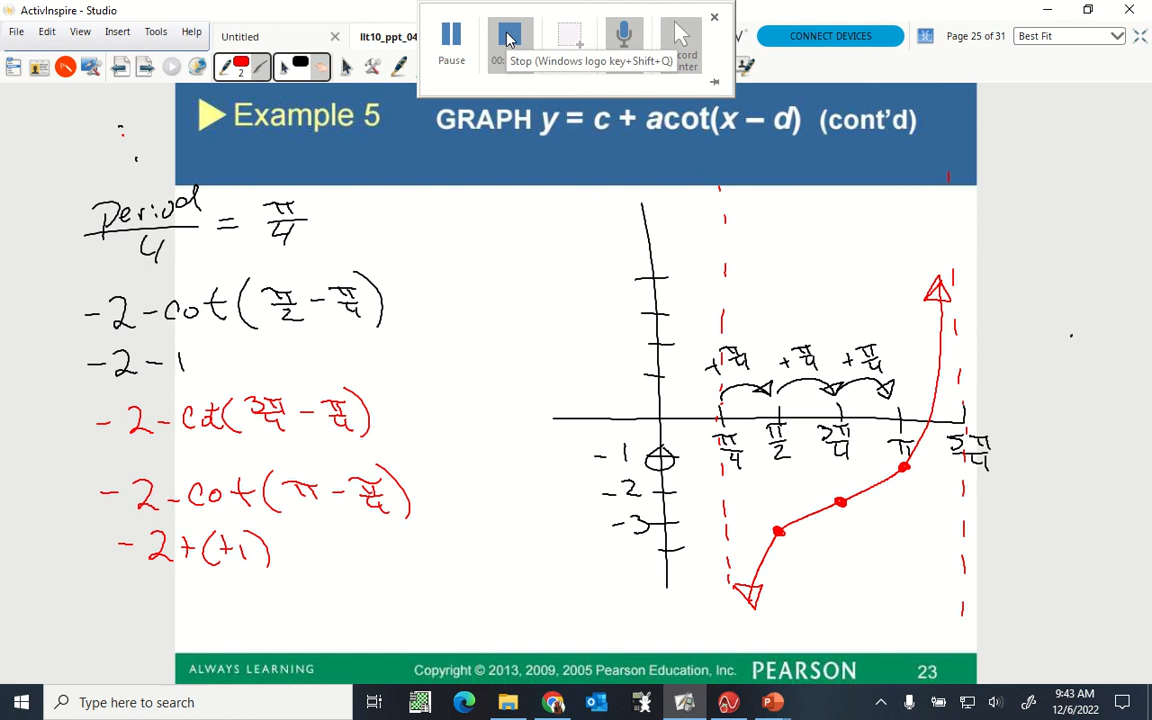 ActivInspire - Studio
File Edit View Insert Tools Help
Untitled
llt10_ppt_04
Pause
00:
Stop (Windows logo key+Shift+Q)
CONNECT DEVICES
Page 25 of 31
Best Fit
2
Example 5 GRAPH y = c + acot(x – d) (cont'd)
Period/4 = π/4
-2 - cot(π/2 - π/4)
-2 - 1
-2 - cot(3π/4 - π/4)
-2 - cot(π - π/4)
-2 + (+1)
+π/4 +π/4 +π/4
π/4 π/2 3π/4 π 5π/4
-1
-2
-3
ALWAYS LEARNING
Copyright © 2013, 2009, 2005 Pearson Education, Inc.
PEARSON
23
Type here to search
9:43 AM
12/6/2022